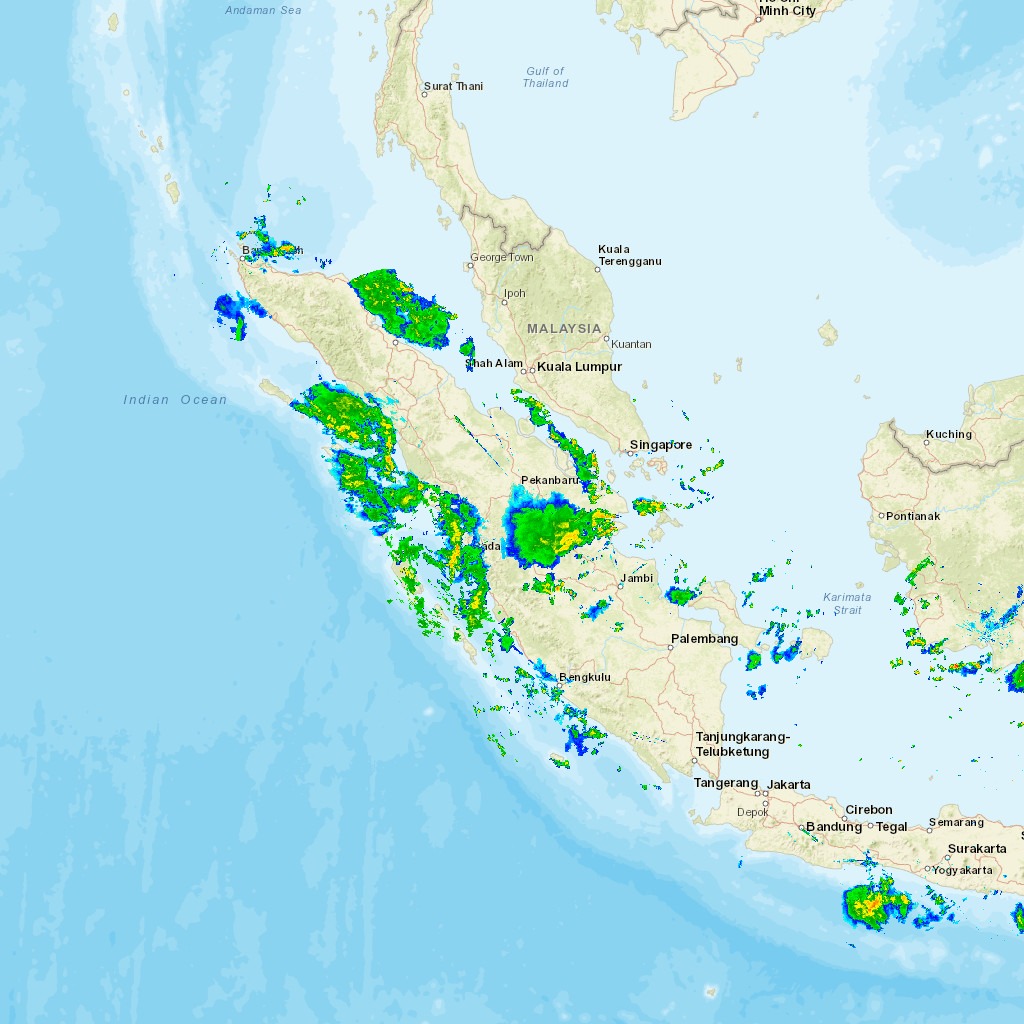 Andaman Sea
Minh City
Gulf of
Thailand
Surat Thani
Kuala
Terengganu
George Town
Ipoh
MALAYSIA
Kuantan
Shah Alam
Kuala Lumpur
Indian Ocean
Singapore
Kuching
Pekanbaru
Pontianak
Jambi
Karimata
Strait
Palembang
Bengkulu
Tanjungkarang-
Telubketung
Tangerang
Jakarta
Depok
Cirebon
Bandung
Tegal
Semarang
Surakarta
Yogyakarta